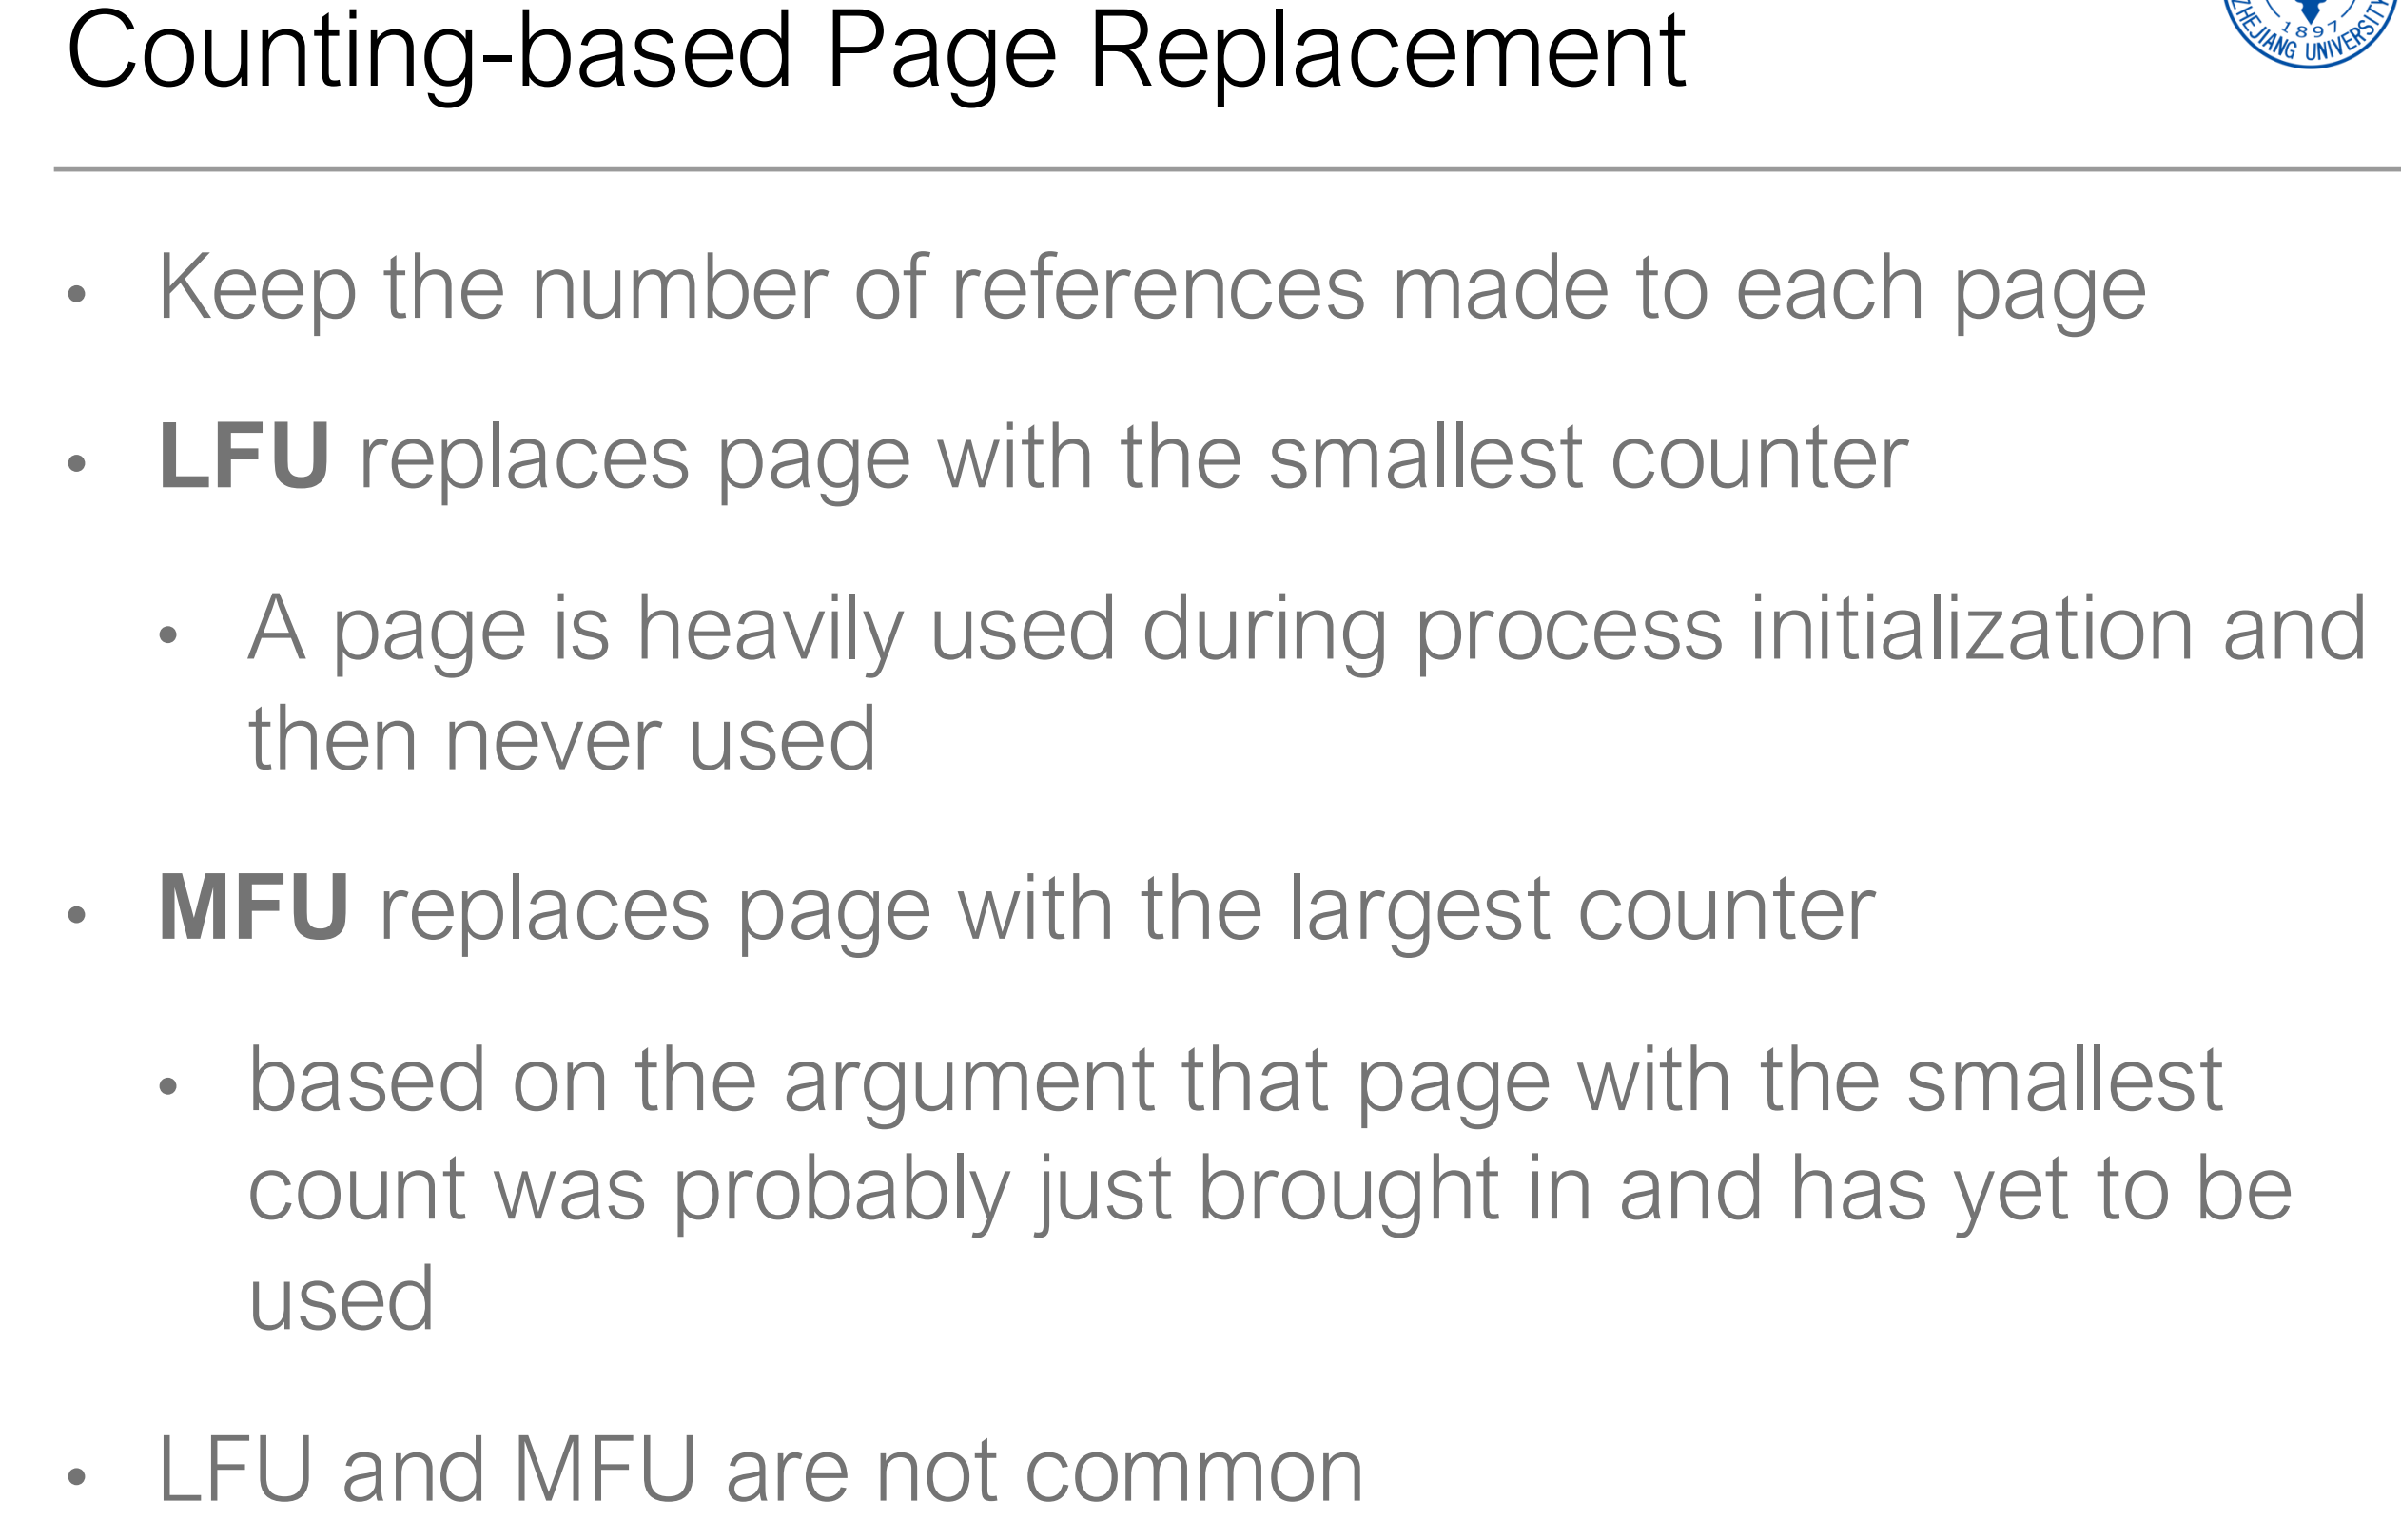 Counting-based Page Replacement
ZHEJIANG UNIVERSIT
1897
• Keep the number of references made to each page
• LFU replaces page with the smallest counter
• A page is heavily used during process initialization and
then never used
• MFU replaces page with the largest counter
• based on the argument that page with the smallest
count was probably just brought in and has yet to be
used
• LFU and MFU are not common